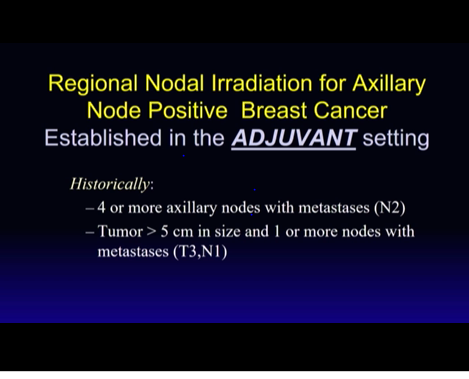 Regional Nodal Irradiation for Axillary
Node Positive Breast Cancer
Established in the ADJUVANT setting
Historically:
– 4 or more axillary nodes with metastases (N2)
– Tumor > 5 cm in size and 1 or more nodes with
metastases (T3,N1)